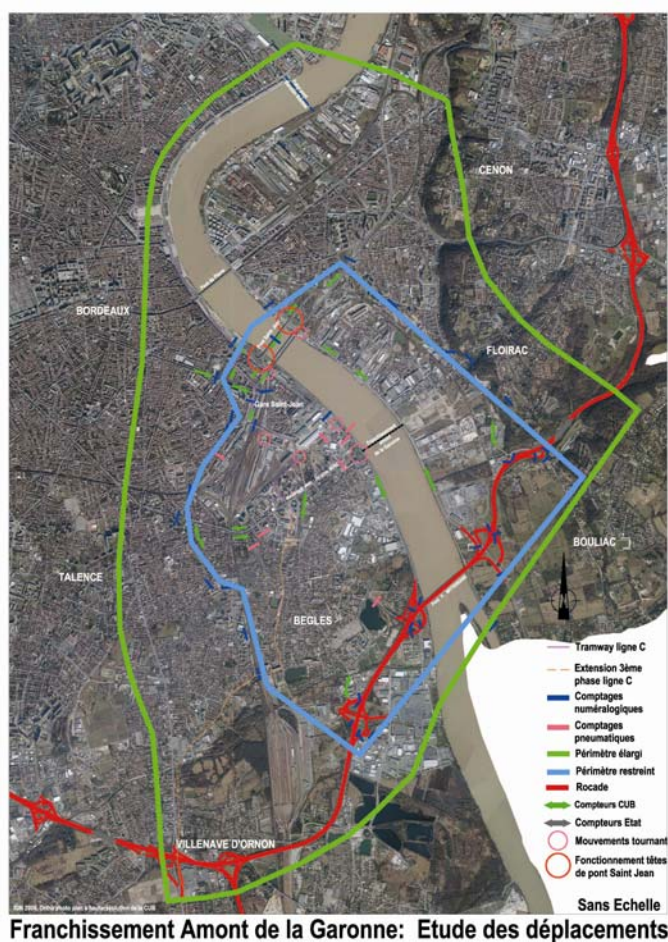 CENON
BORDEAUX
FLOIRAC
Gare Saint-Jean
BOULIAC
TALENCE
BEGLES
Tramway ligne C
Extension 3ème
phase ligne C
Comptages
numéralogiques
Comptages
pneumatiques
Périmètre élargi
Périmètre restreint
Rocade
Compteurs CUB
Compteurs Etat
Mouvements tournant
Fonctionnement têtes
de pont Saint Jean
VILLENAVE D'ORNON
Sans Echelle
Franchissement Amont de la Garonne: Etude des déplacements